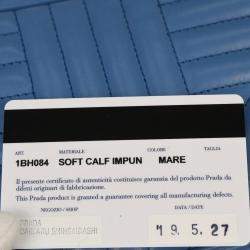 ART. MATERIALE COLORE TAGLIA
1BH084 SOFT CALF IMPUN MARE
Il presente certificato di autenticità costituisce garanzia del prodotto Prada da
difetti originari di fabbricazione.
This Prada product is granted a guarantee covering all manufacturing defects.
NEGOZIO / SHOP DATA / DATE
PRADA 19. 5. 27